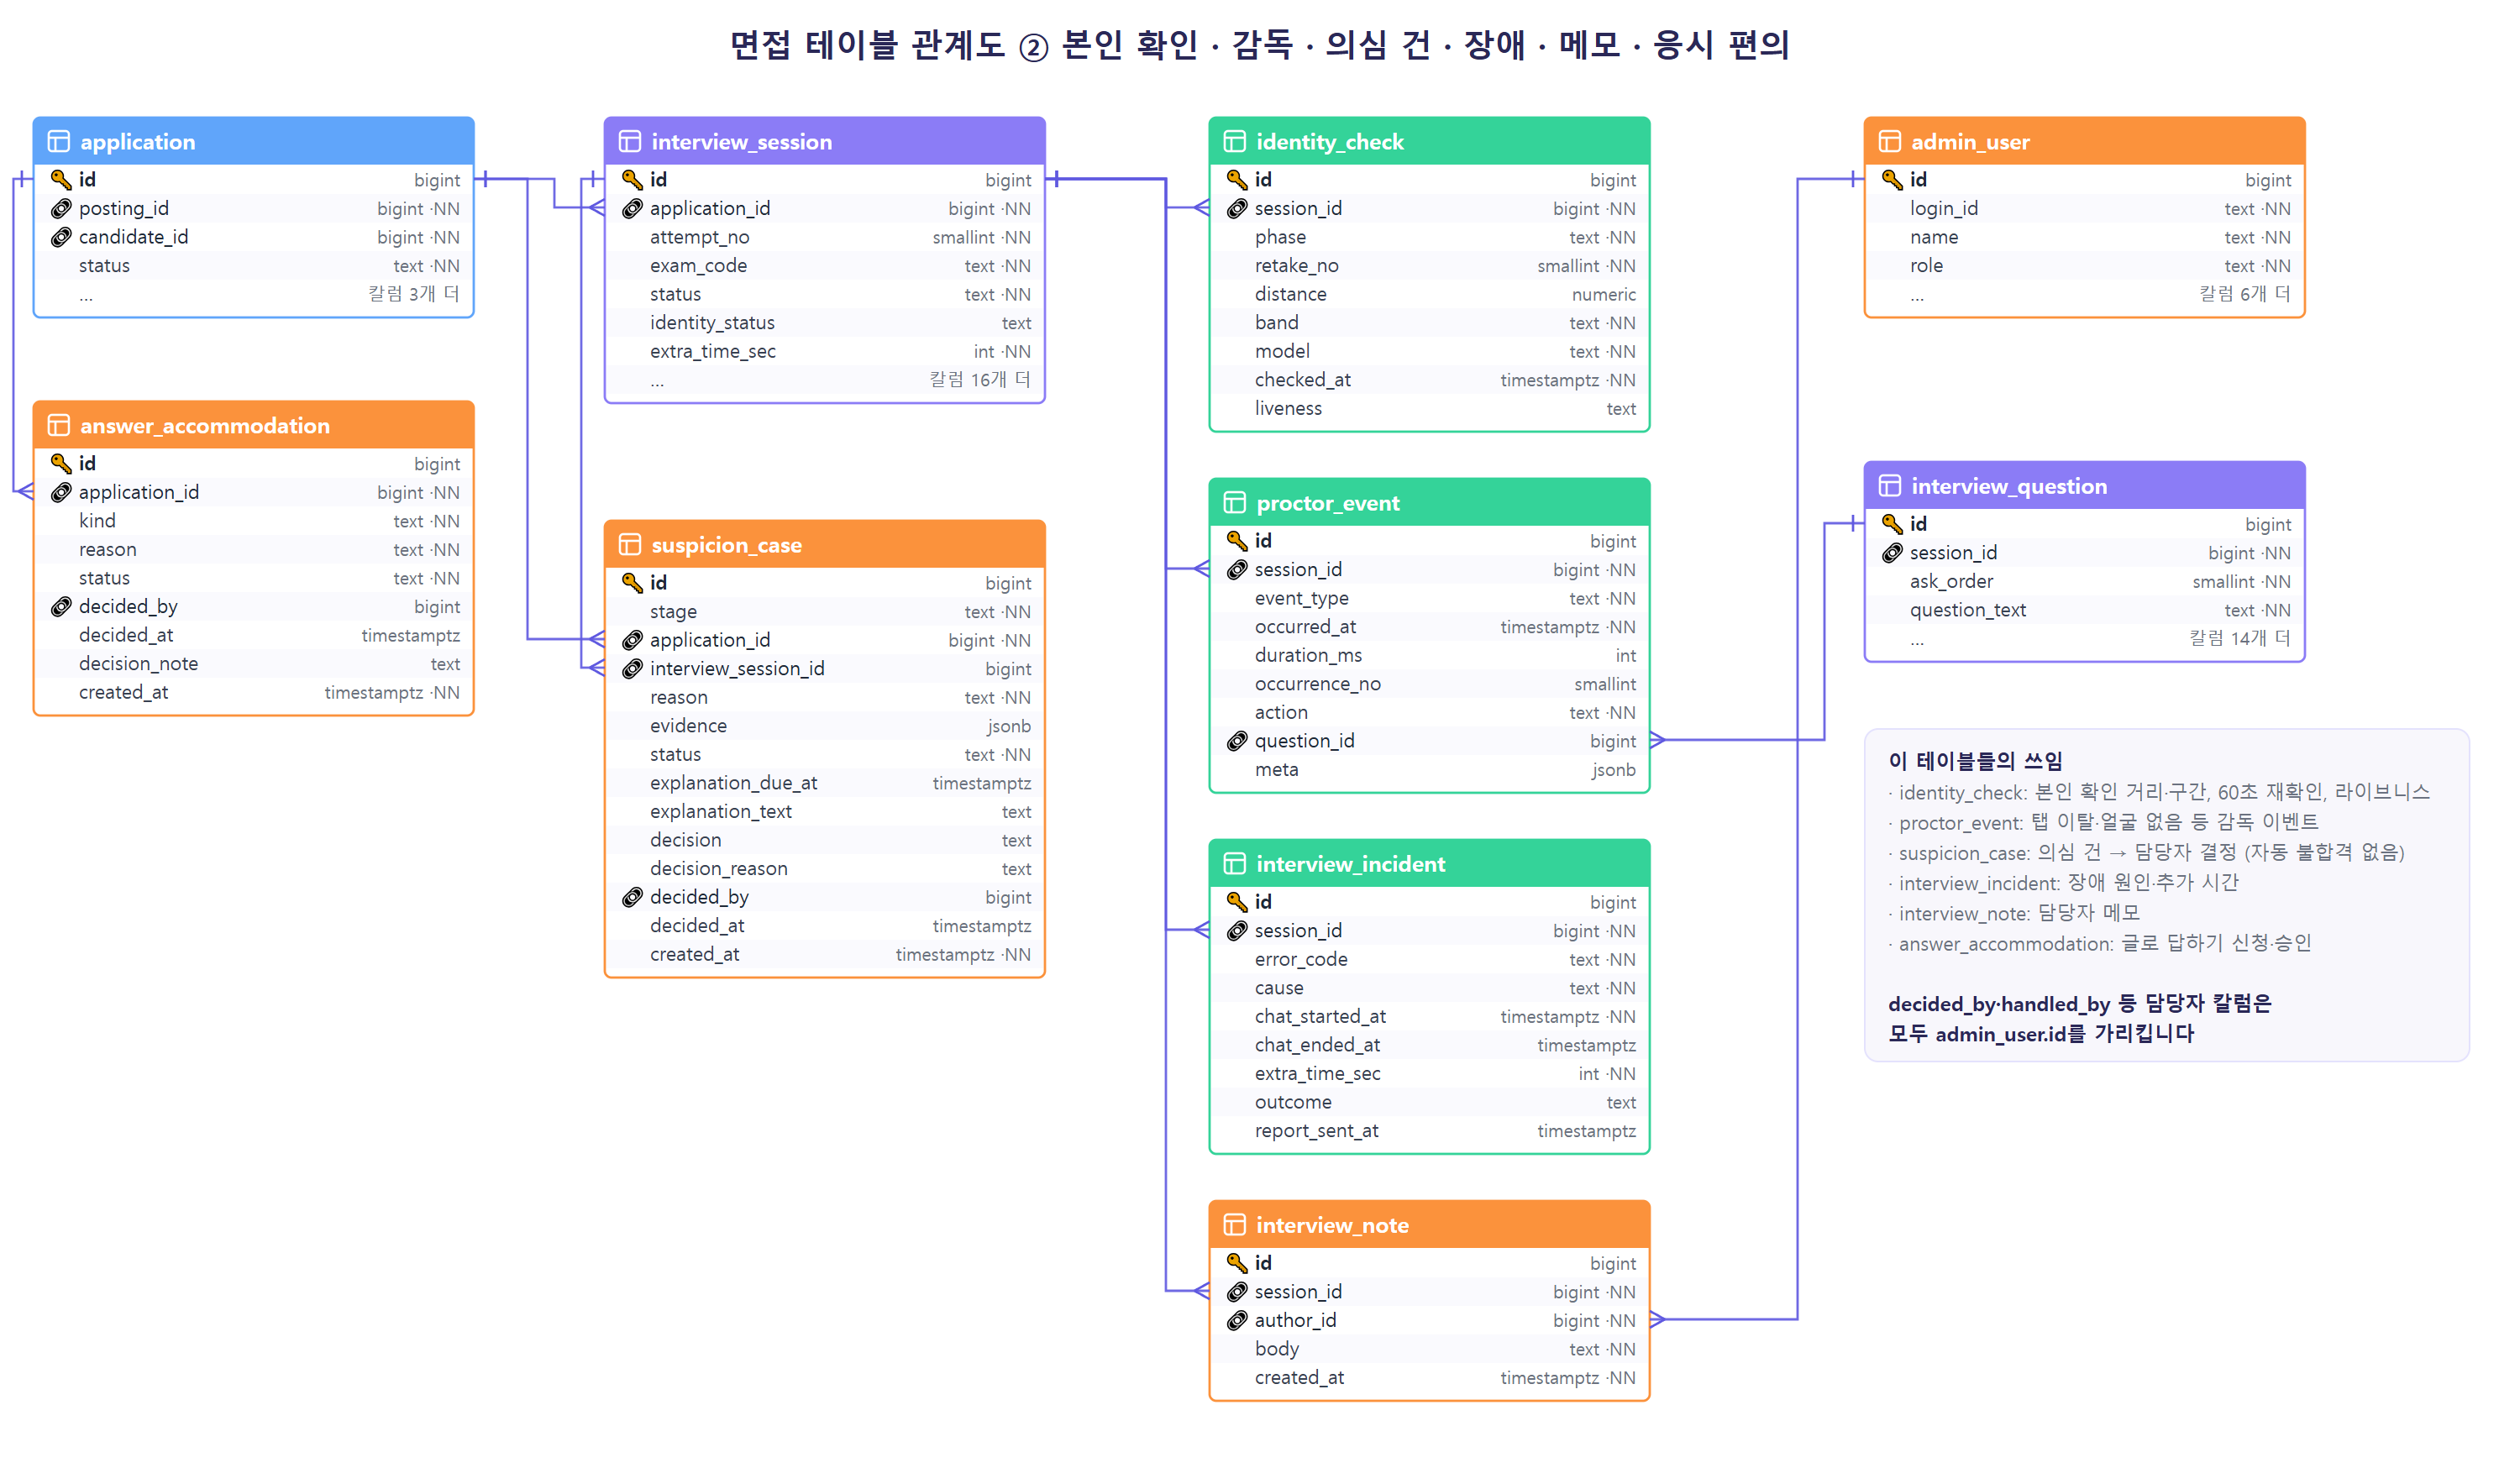 면접 테이블 관계도 ② 본인 확인 · 감독 · 의심 건 · 장애 · 메모 · 응시 편의
application
id bigint
posting_id bigint ·NN
candidate_id bigint ·NN
status text ·NN
... 칼럼 3개 더
answer_accommodation
id bigint
application_id bigint ·NN
kind text ·NN
reason text ·NN
status text ·NN
decided_by bigint
decided_at timestamptz
decision_note text
created_at timestamptz ·NN
interview_session
id bigint
application_id bigint ·NN
attempt_no smallint ·NN
exam_code text ·NN
status text ·NN
identity_status text
extra_time_sec int ·NN
... 칼럼 16개 더
suspicion_case
id bigint
stage text ·NN
application_id bigint ·NN
interview_session_id bigint
reason text ·NN
evidence jsonb
status text ·NN
explanation_due_at timestamptz
explanation_text text
decision text
decision_reason text
decided_by bigint
decided_at timestamptz
created_at timestamptz ·NN
identity_check
id bigint
session_id bigint ·NN
phase text ·NN
retake_no smallint ·NN
distance numeric
band text ·NN
model text ·NN
checked_at timestamptz ·NN
liveness text
proctor_event
id bigint
session_id bigint ·NN
event_type text ·NN
occurred_at timestamptz ·NN
duration_ms int
occurrence_no smallint
action text ·NN
question_id bigint
meta jsonb
interview_incident
id bigint
session_id bigint ·NN
error_code text ·NN
cause text ·NN
chat_started_at timestamptz ·NN
chat_ended_at timestamptz
extra_time_sec int ·NN
outcome text
report_sent_at timestamptz
interview_note
id bigint
session_id bigint ·NN
author_id bigint ·NN
body text ·NN
created_at timestamptz ·NN
admin_user
id bigint
login_id text ·NN
name text ·NN
role text ·NN
... 칼럼 6개 더
interview_question
id bigint
session_id bigint ·NN
ask_order smallint ·NN
question_text text ·NN
... 칼럼 14개 더
이 테이블들의 쓰임
· identity_check: 본인 확인 거리·구간, 60초 재확인, 라이브니스
· proctor_event: 탭 이탈·얼굴 없음 등 감독 이벤트
· suspicion_case: 의심 건 → 담당자 결정 (자동 불합격 없음)
· interview_incident: 장애 원인·추가 시간
· interview_note: 담당자 메모
· answer_accommodation: 글로 답하기 신청·승인
decided_by·handled_by 등 담당자 칼럼은
모두 admin_user.id를 가리킵니다